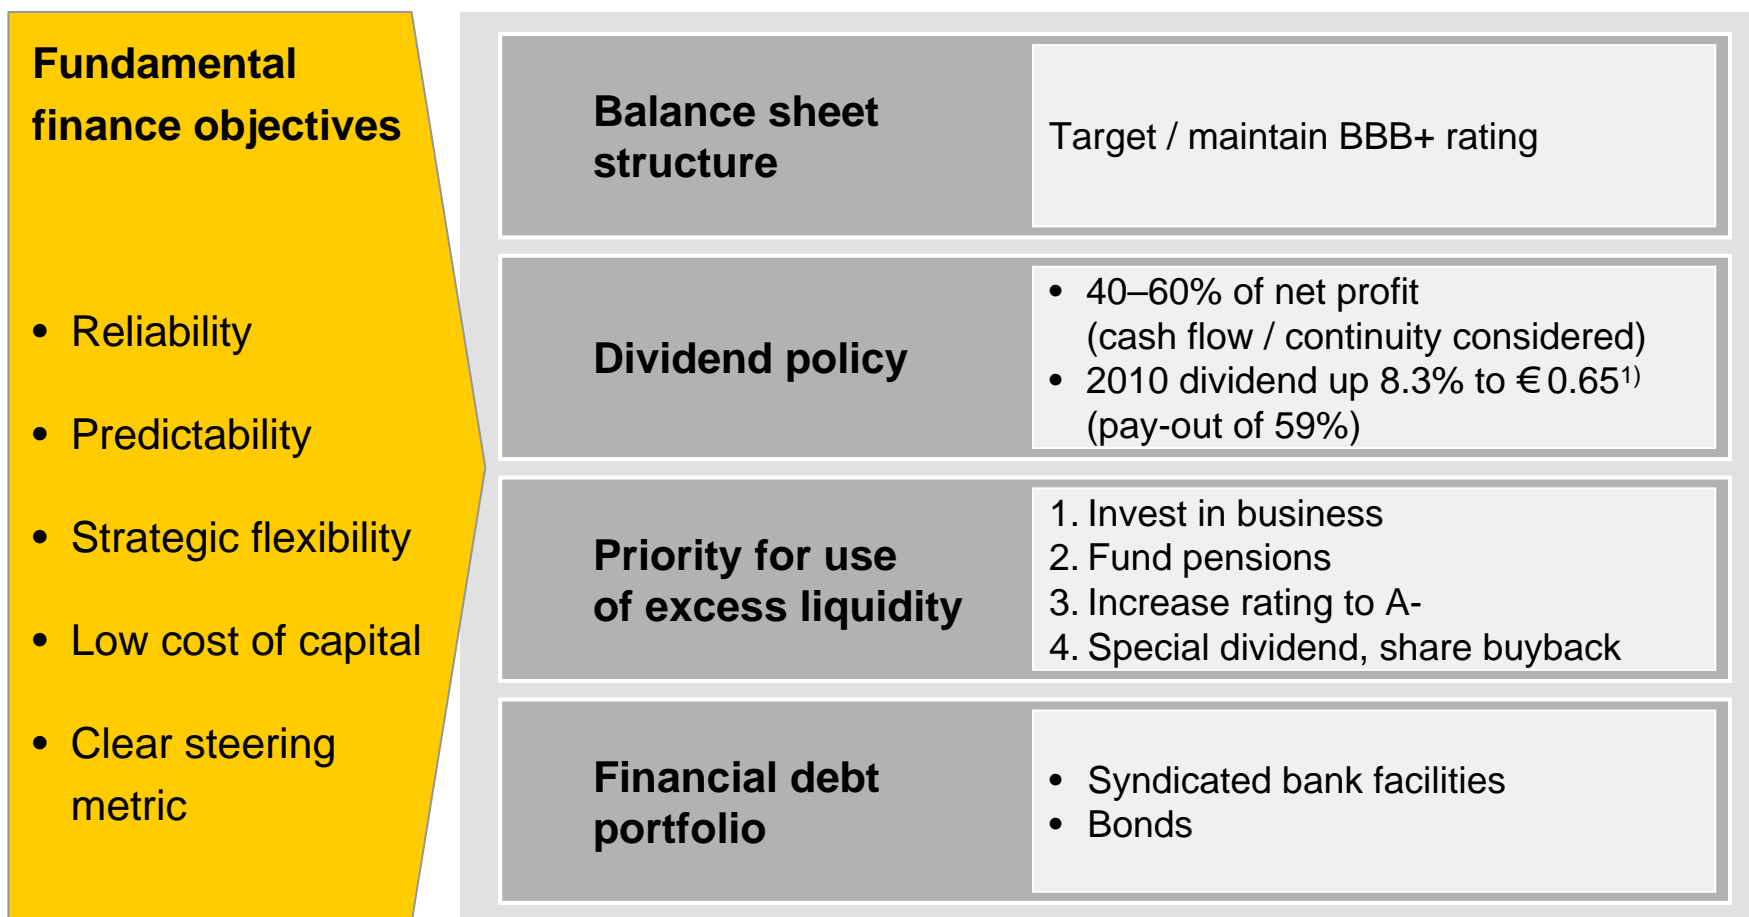 Fundamental
finance objectives
• Reliability
• Predictability
• Strategic flexibility
• Low cost of capital
• Clear steering
metric
Balance sheet
structure
Target / maintain BBB+ rating
Dividend policy
• 40–60% of net profit
(cash flow / continuity considered)
• 2010 dividend up 8.3% to €0.65¹⁾
(pay-out of 59%)
Priority for use
of excess liquidity
1. Invest in business
2. Fund pensions
3. Increase rating to A-
4. Special dividend, share buyback
Financial debt
portfolio
• Syndicated bank facilities
• Bonds